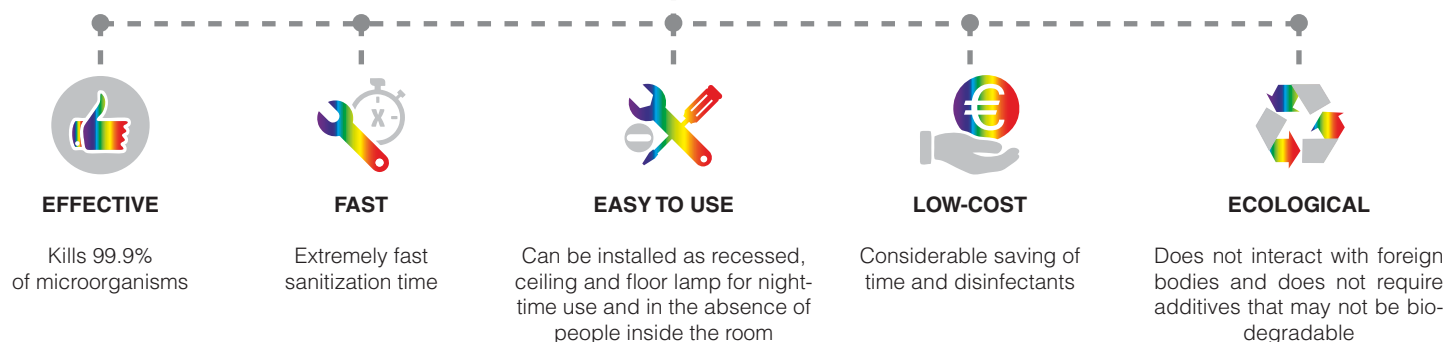 EFFECTIVE
Kills 99.9%
of microorganisms
FAST
Extremely fast
sanitization time
EASY TO USE
Can be installed as recessed,
ceiling and floor lamp for night-
time use and in the absence of
people inside the room
€
LOW-COST
Considerable saving of
time and disinfectants
ECOLOGICAL
Does not interact with foreign
bodies and does not require
additives that may not be bio-
degradable